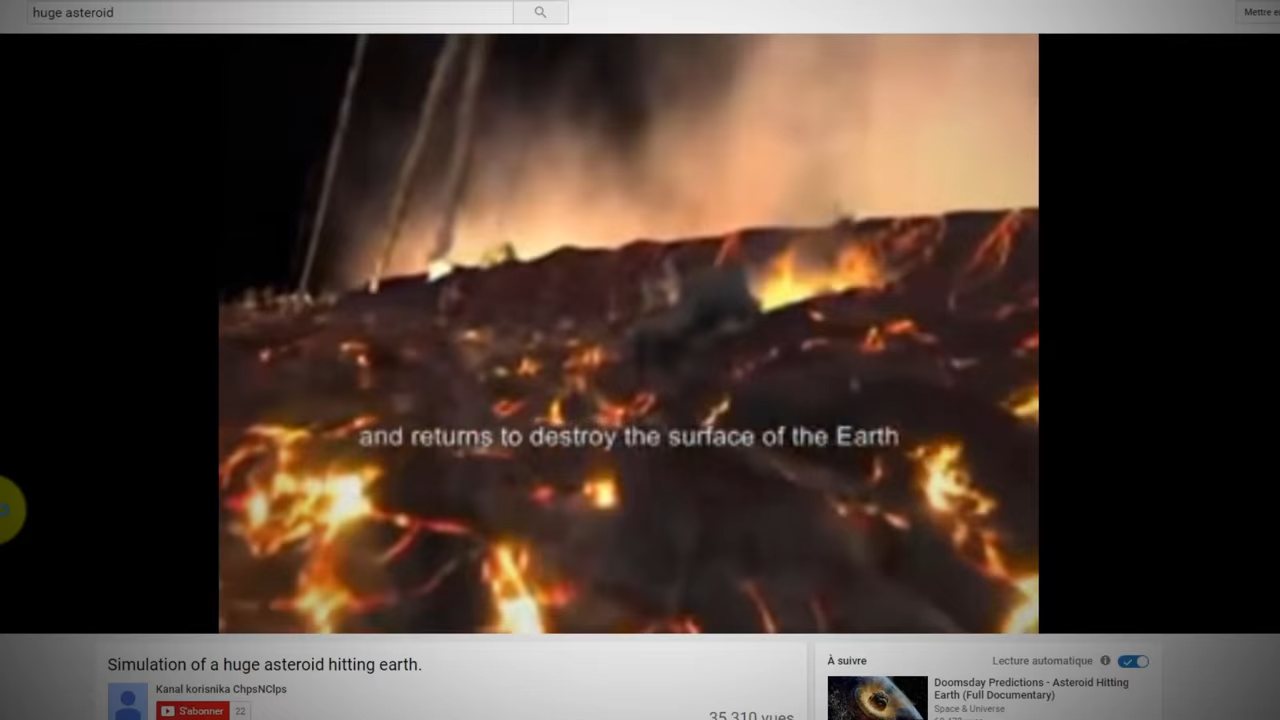 huge asteroid
and returns to destroy the surface of the Earth
Simulation of a huge asteroid hitting earth.
Kanal korisnika ChpsNClps
S'abonner 22
35 310 vues
À suivre
Lecture automatique
Doomsday Predictions - Asteroid Hitting
Earth (Full Documentary)
Space & Universe